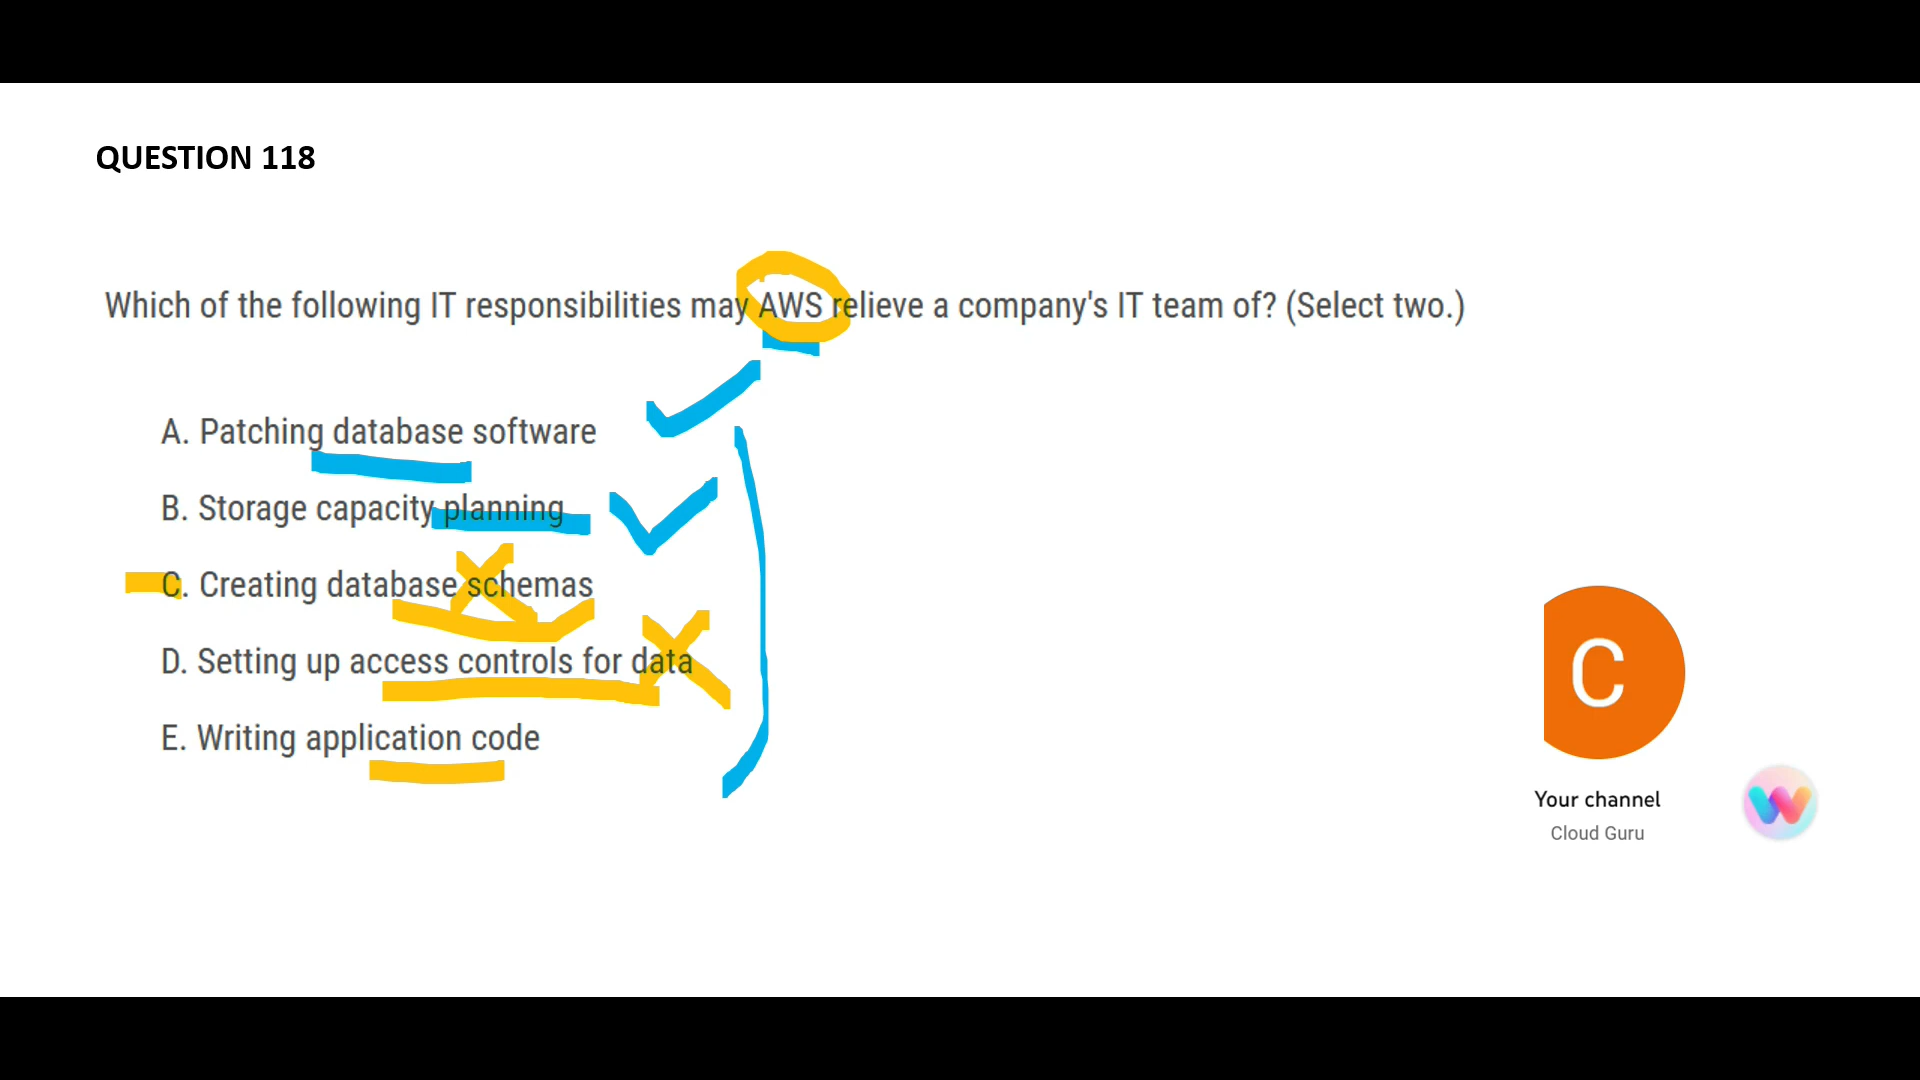 QUESTION 118
Which of the following IT responsibilities may AWS relieve a company's IT team of? (Select two.)
A. Patching database software
B. Storage capacity planning
C. Creating database schemas
D. Setting up access controls for data
E. Writing application code
C
Your channel
Cloud Guru
W